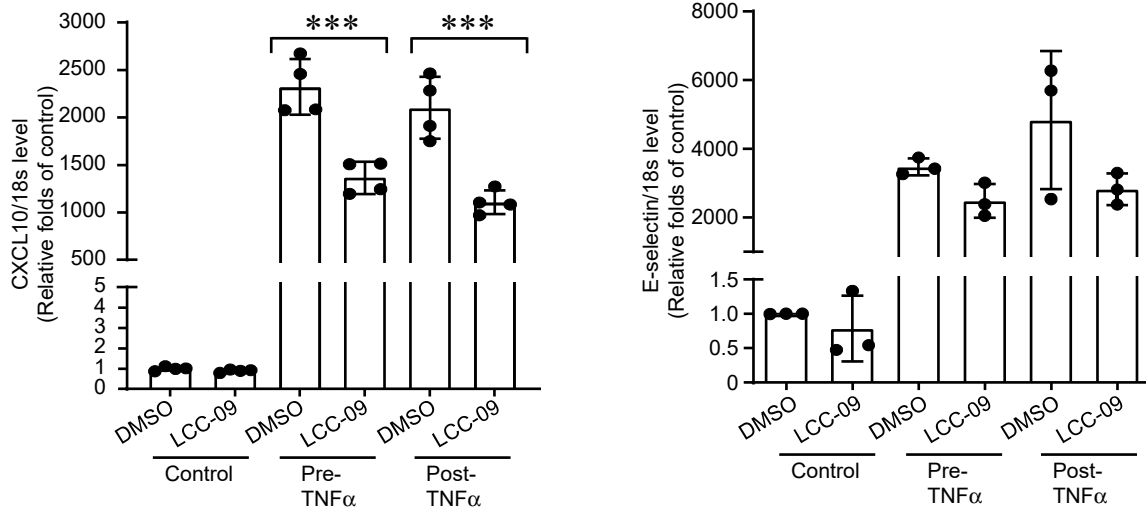 CXCL10/18s level
(Relative folds of control)
3000
2500
2000
1500
1000
500
5
4
3
2
1
0
***
***
DMSO
LCC-09
DMSO
LCC-09
DMSO
LCC-09
Control
Pre-
TNFα
Post-
TNFα
E-selectin/18s level
(Relative folds of control)
8000
6000
4000
2000
1.5
1.0
0.5
0
DMSO
LCC-09
DMSO
LCC-09
DMSO
LCC-09
Control
Pre-
TNFα
Post-
TNFα